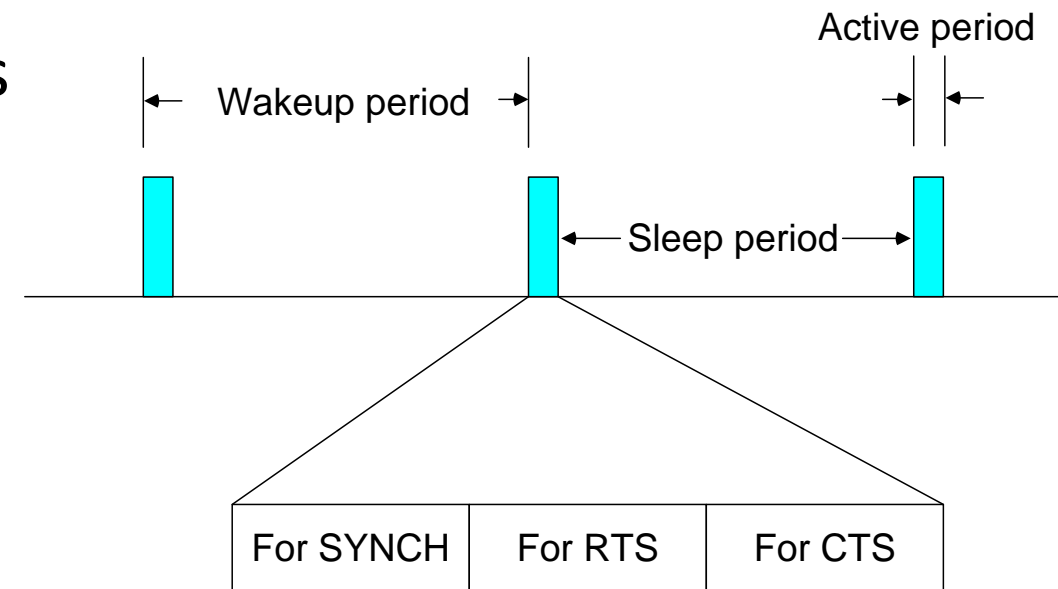 Active period
s
Wakeup period
Sleep period
For SYNCH For RTS For CTS